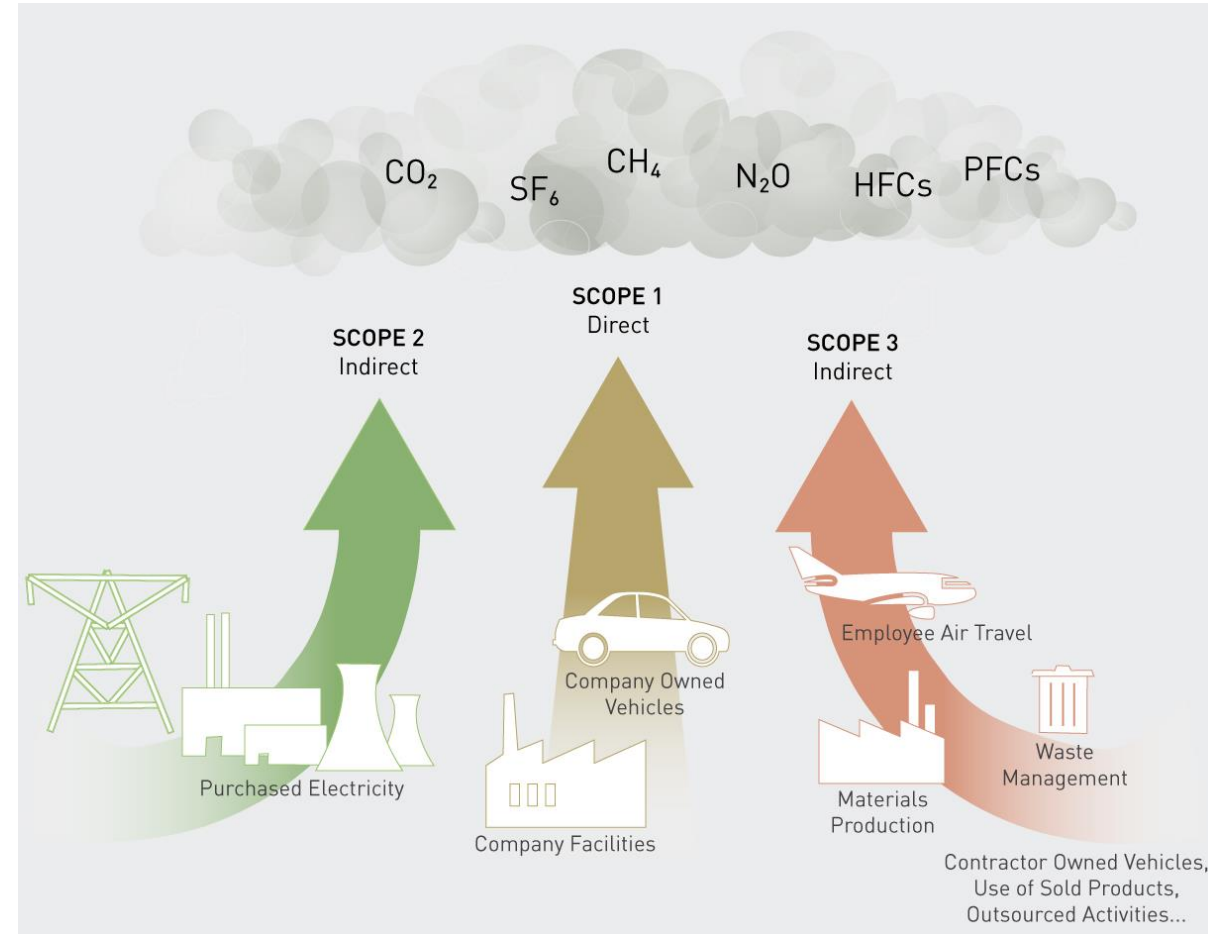 CO₂
SF₆
CH₄
N₂O
HFCs
PFCs
SCOPE 1
Direct
SCOPE 2
Indirect
SCOPE 3
Indirect
Employee Air Travel
Company Owned
Vehicles
Waste
Management
Purchased Electricity
Materials
Production
Company Facilities
Contractor Owned Vehicles,
Use of Sold Products,
Outsourced Activities...